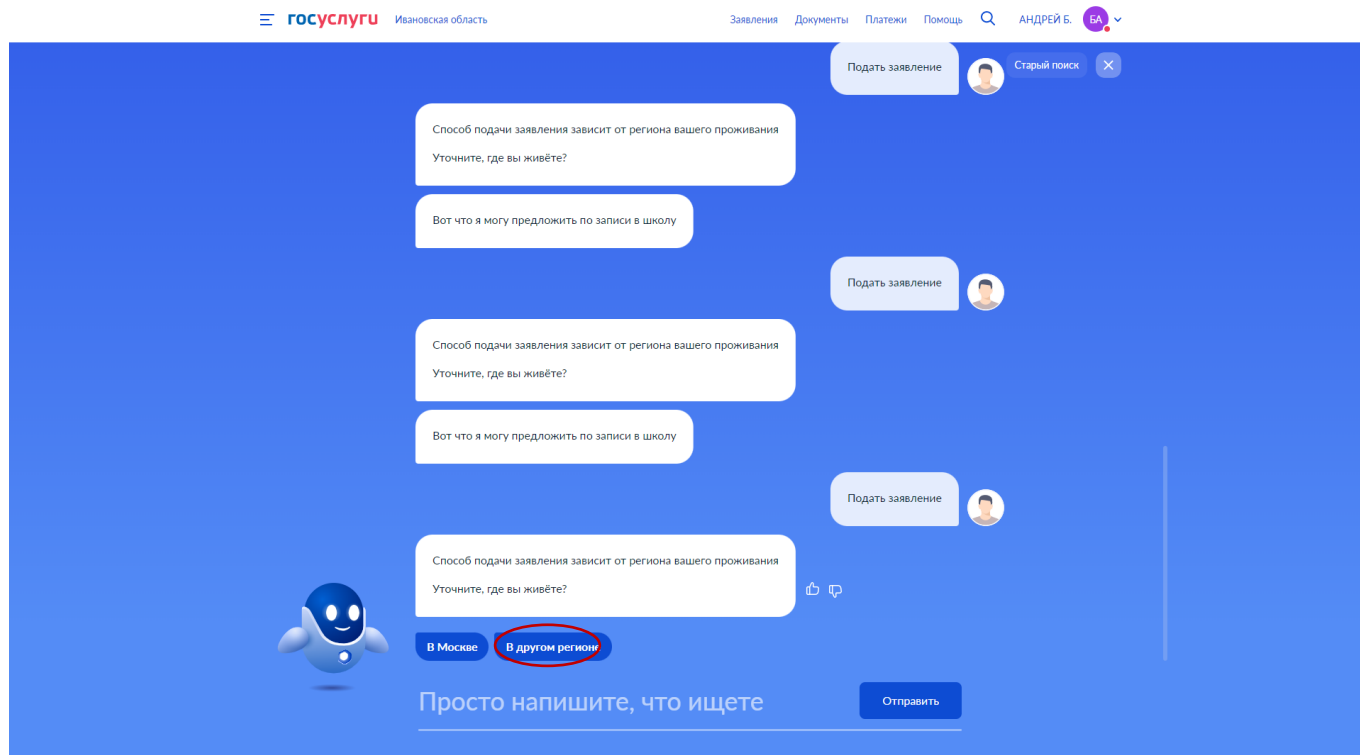 госуслуги Ивановская область Заявления Документы Платежи Помощь АНДРЕЙ Б. БА
Подать заявление
Старый поиск
Способ подачи заявления зависит от региона вашего проживания
Уточните, где вы живёте?
Вот что я могу предложить по записи в школу
Подать заявление
Способ подачи заявления зависит от региона вашего проживания
Уточните, где вы живёте?
Вот что я могу предложить по записи в школу
Подать заявление
Способ подачи заявления зависит от региона вашего проживания
Уточните, где вы живёте?
В Москве В другом регионе
Просто напишите, что ищете Отправить